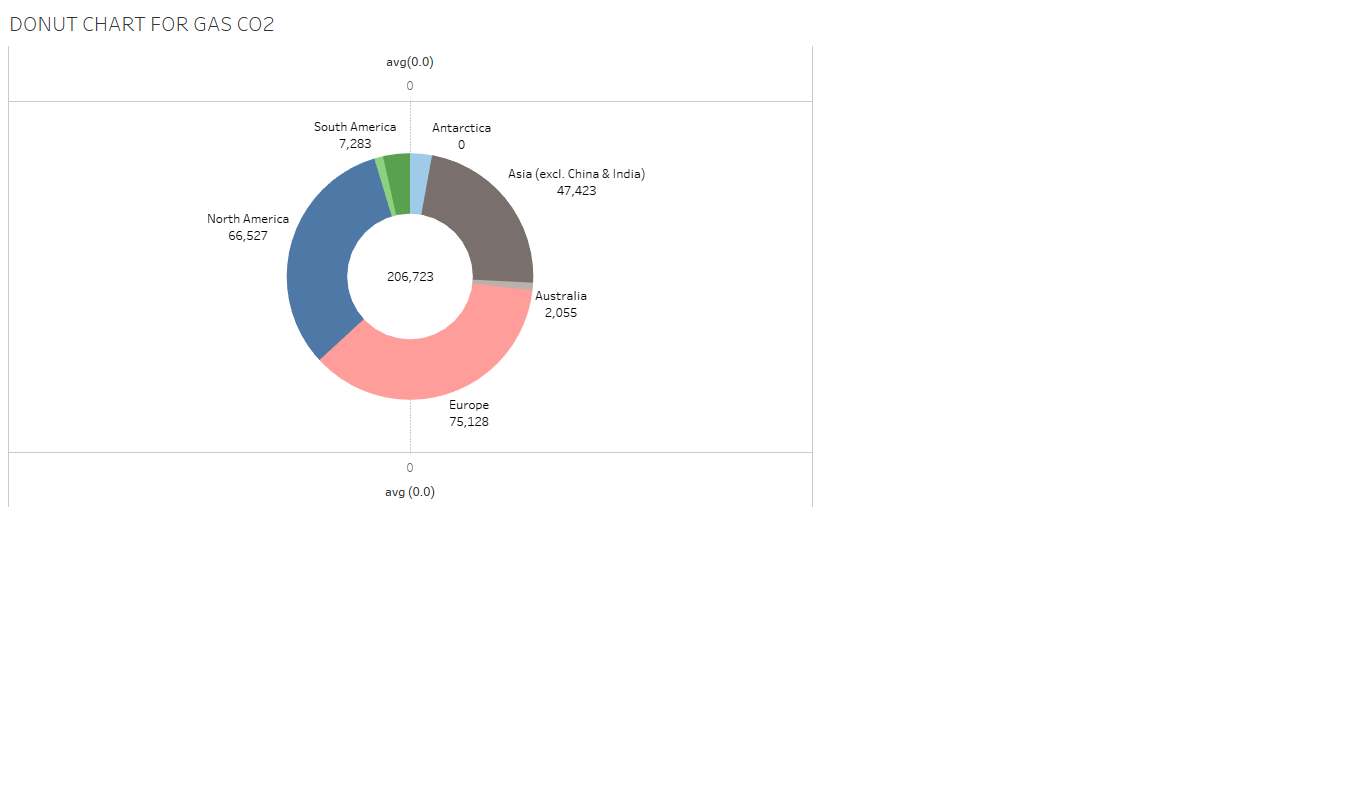 DONUT CHART FOR GAS CO2
avg(0.0)
0
South America
7,283
Antarctica
0
Asia (excl. China & India)
47,423
North America
66,527
206,723
Australia
2,055
Europe
75,128
0
avg (0.0)